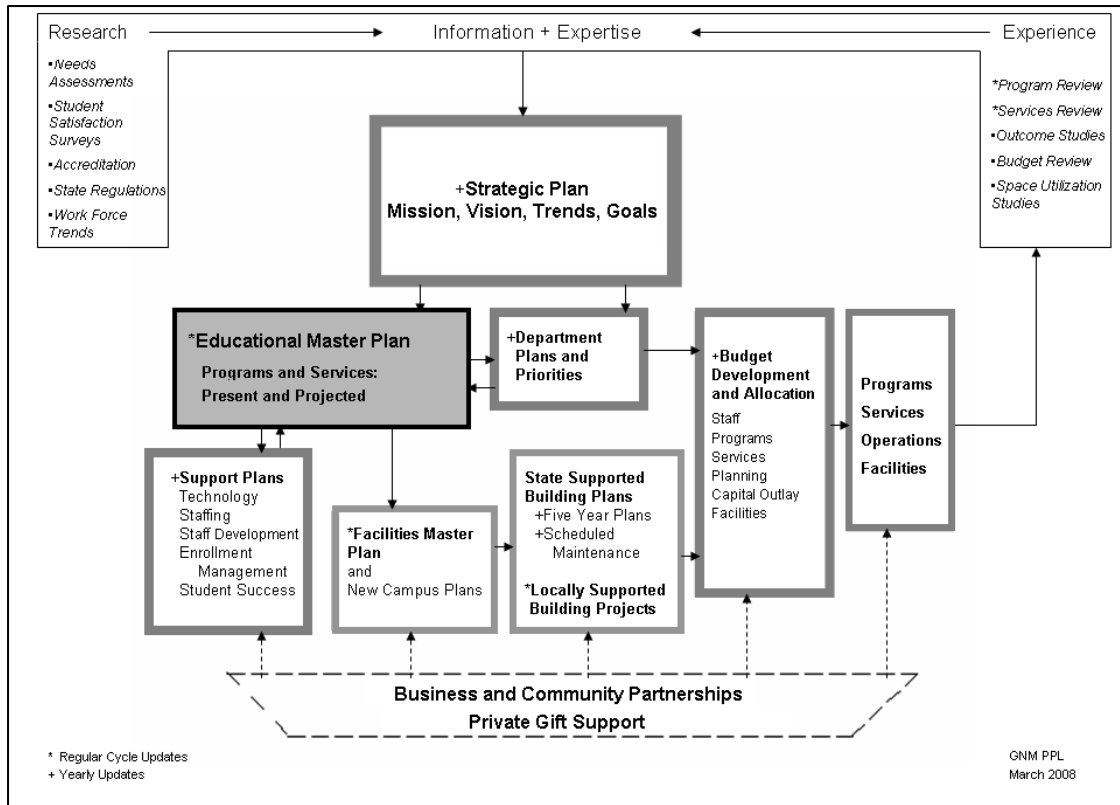 Research
Information + Expertise
Experience
▪Needs
Assessments
▪Student
Satisfaction
Surveys
▪Accreditation
▪State Regulations
▪Work Force
Trends
*Program Review
*Services Review
▪Outcome Studies
▪Budget Review
▪Space Utilization
Studies
+Strategic Plan
Mission, Vision, Trends, Goals
*Educational Master Plan
Programs and Services:
Present and Projected
+Department
Plans and
Priorities
+Budget
Development
and Allocation
Staff
Programs
Services
Planning
Capital Outlay
Facilities
Programs
Services
Operations
Facilities
+Support Plans
Technology
Staffing
Staff Development
Enrollment
Management
Student Success
*Facilities Master
Plan
and
New Campus Plans
State Supported
Building Plans
+Five Year Plans
+Scheduled
Maintenance
*Locally Supported
Building Projects
Business and Community Partnerships
Private Gift Support
* Regular Cycle Updates
+ Yearly Updates
GNM PPL
March 2008